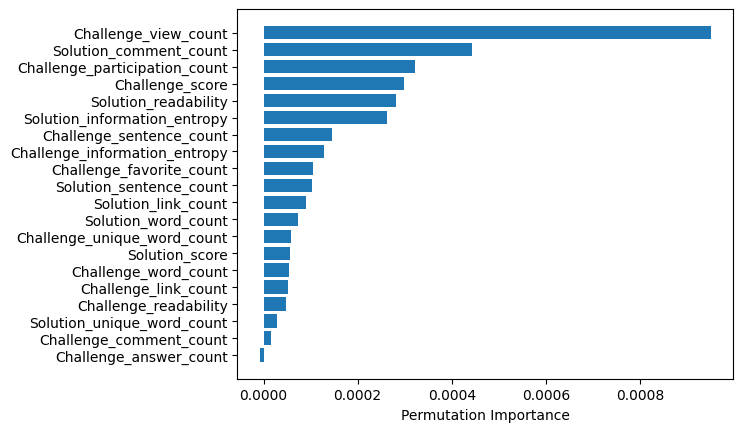 Challenge_view_count
Solution_comment_count
Challenge_participation_count
Challenge_score
Solution_readability
Solution_information_entropy
Challenge_sentence_count
Challenge_information_entropy
Challenge_favorite_count
Solution_sentence_count
Solution_link_count
Solution_word_count
Challenge_unique_word_count
Solution_score
Challenge_word_count
Challenge_link_count
Challenge_readability
Solution_unique_word_count
Challenge_comment_count
Challenge_answer_count
0.0000 0.0002 0.0004 0.0006 0.0008
Permutation Importance